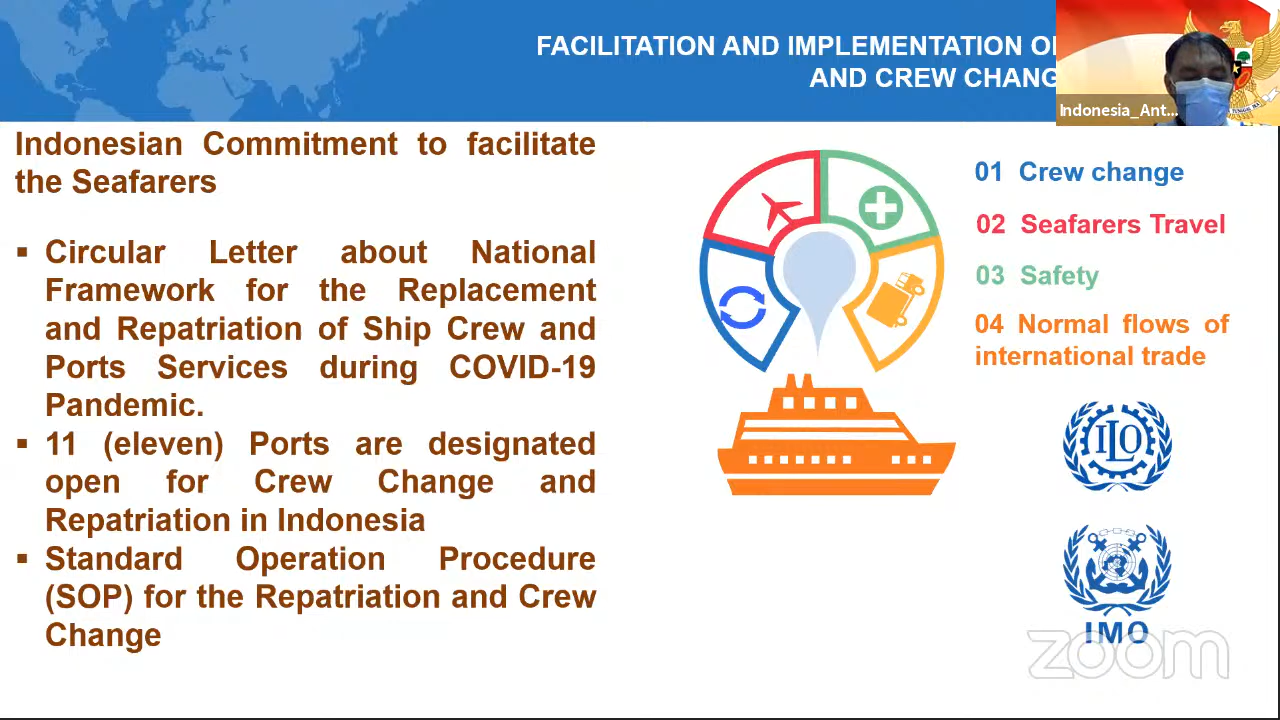 FACILITATION AND IMPLEMENTATION
AND CREW
Indonesia_Ant...
Indonesian Commitment to facilitate
the Seafarers
▪ Circular Letter about National
Framework for the Replacement
and Repatriation of Ship Crew and
Ports Services during COVID-19
Pandemic.
▪ 11 (eleven) Ports are designated
open for Crew Change and
Repatriation in Indonesia
▪ Standard Operation Procedure
(SOP) for the Repatriation and Crew
Change
01 Crew change
02 Seafarers Travel
03 Safety
04 Normal flows of
international trade
ILO
IMO
zoom